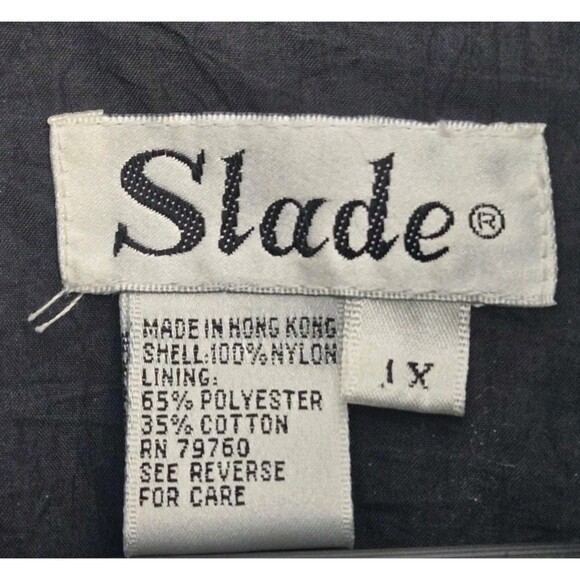 Slade®
MADE IN HONG KONG
SHELL:100%NYLON
LINING:
65% POLYESTER
35% COTTON
RN 79760
SEE REVERSE
FOR CARE
1X